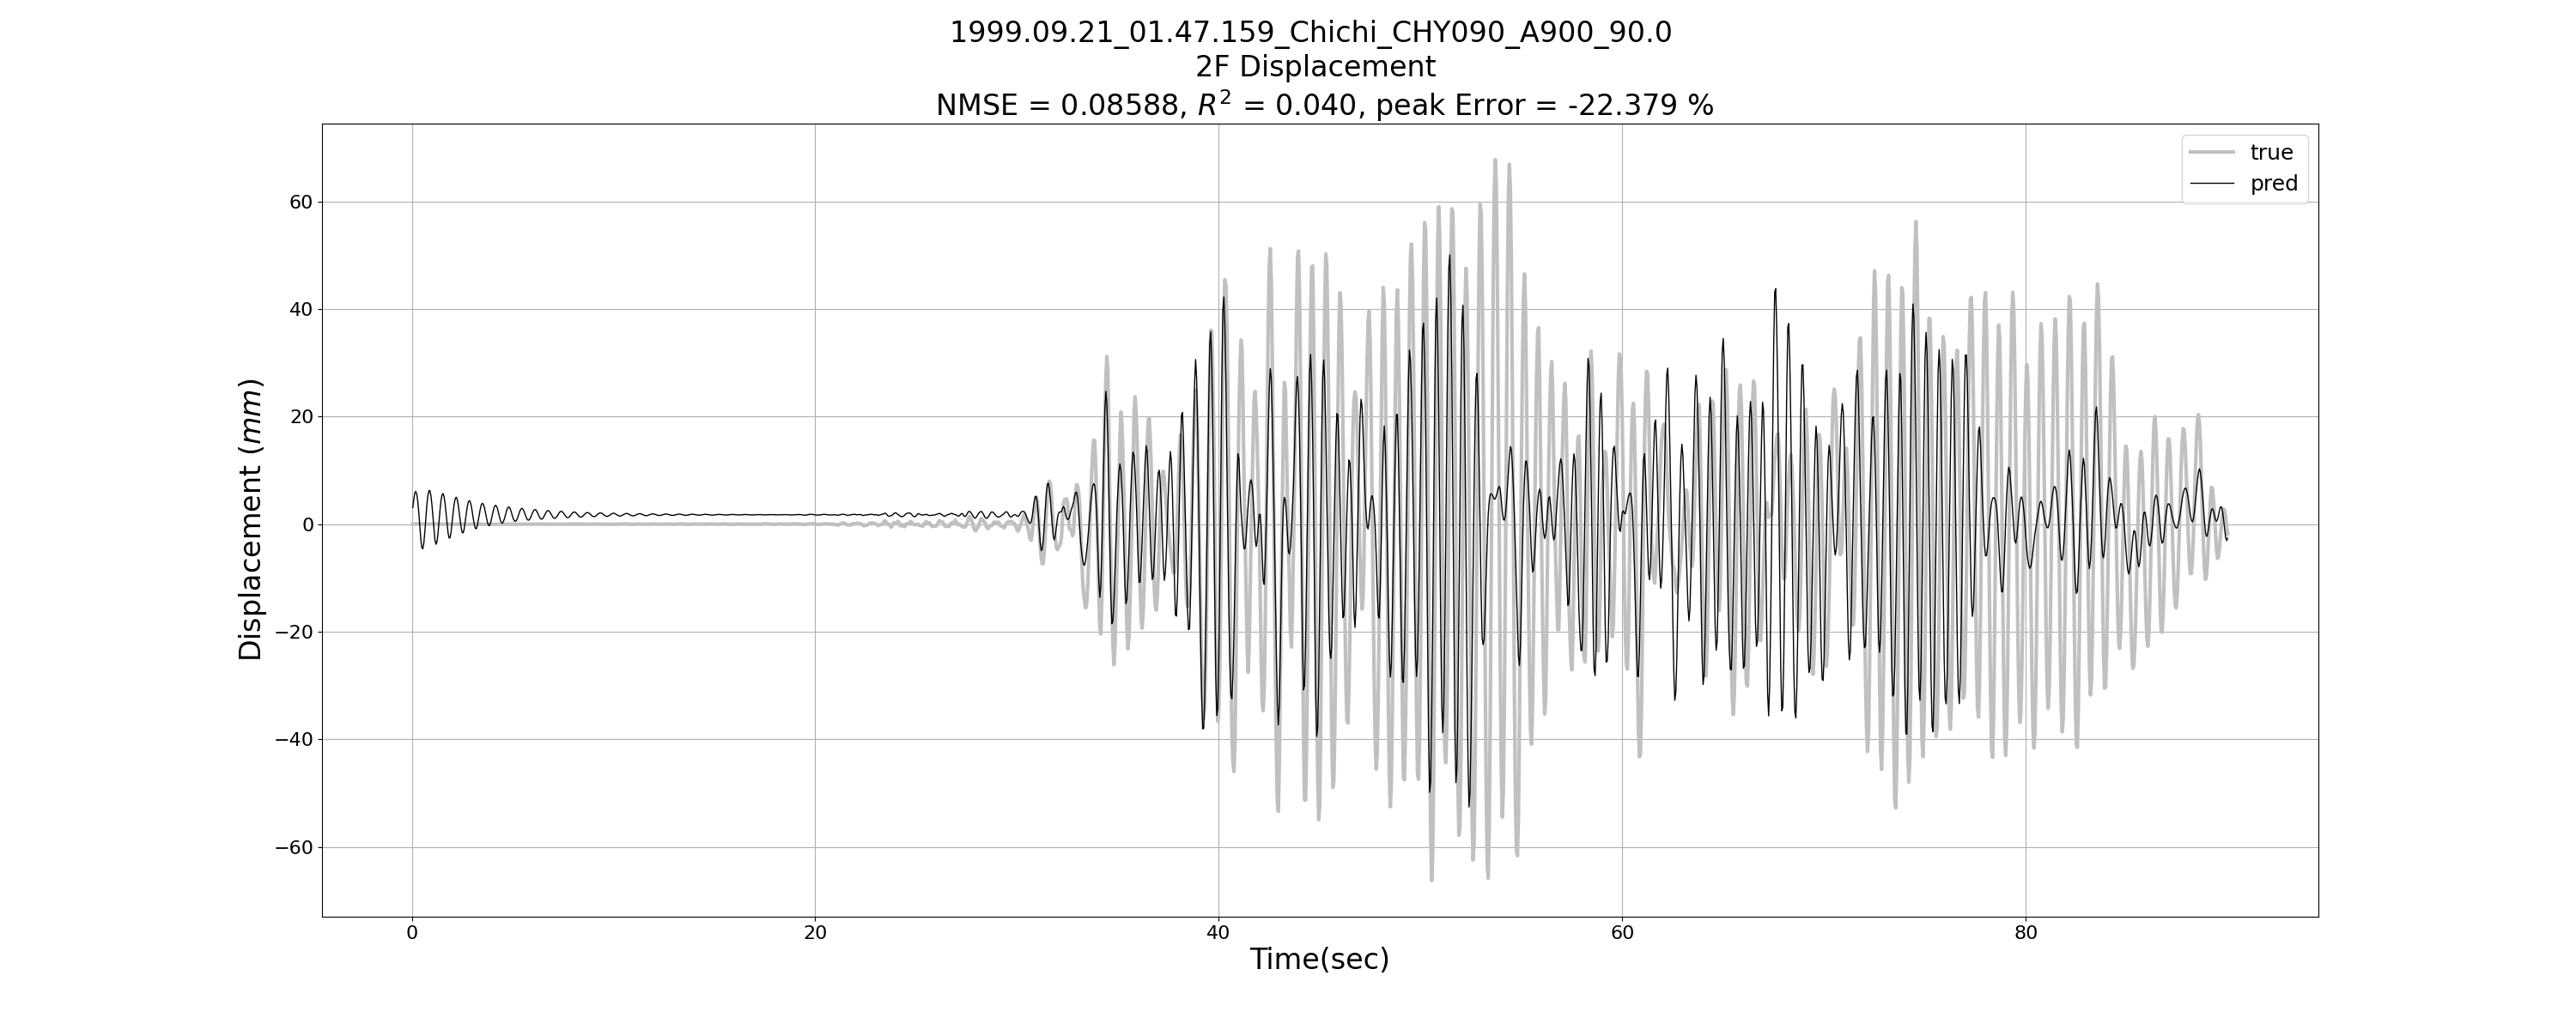 1999.09.21_01.47.159_Chichi_CHY090_A900_90.0
2F Displacement
NMSE = 0.08588, R² = 0.040, peak Error = -22.379 %
true
pred
Displacement (mm)
60
40
20
0
−20
−40
−60
0 20 40 60 80
Time(sec)